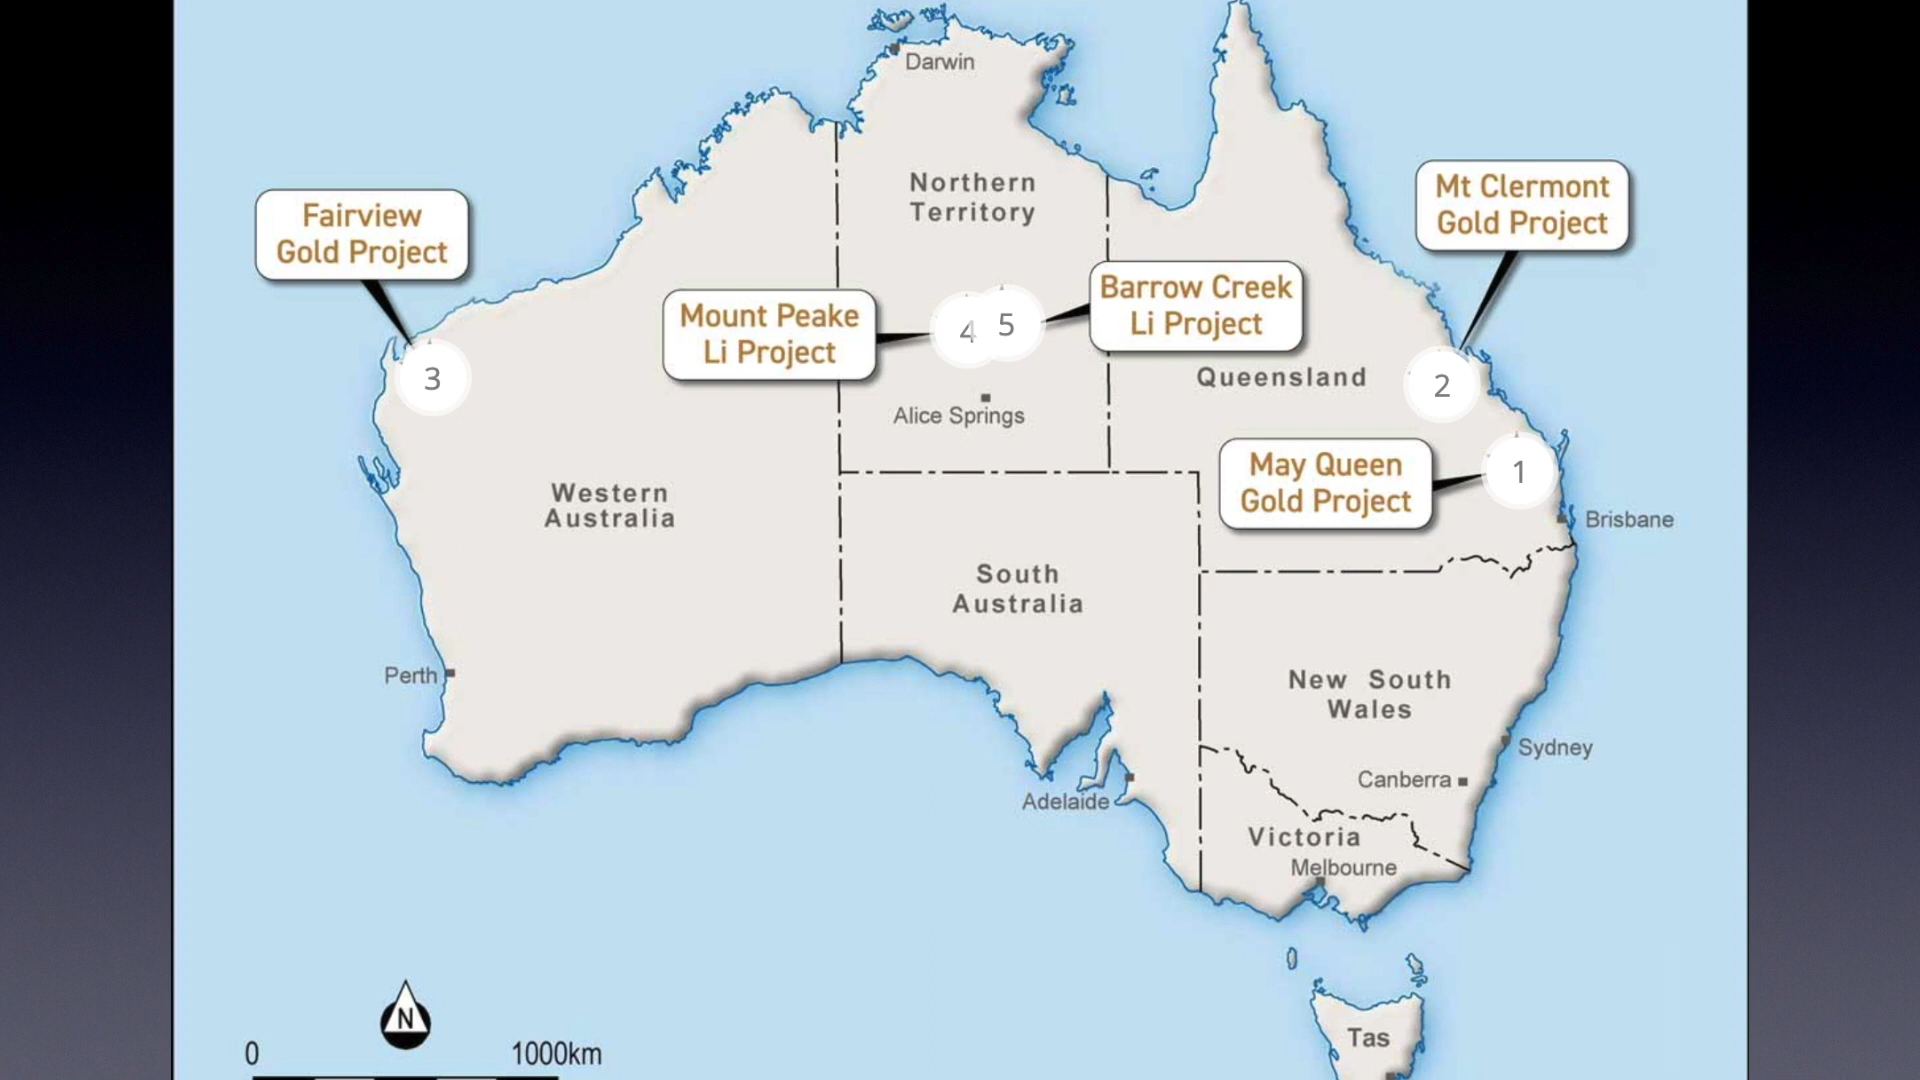 Darwin
Northern
Territory
Mt Clermont
Gold Project
Fairview
Gold Project
Barrow Creek
Li Project
Mount Peake
Li Project
4
5
3
2
Queensland
Alice Springs
May Queen
Gold Project
1
Western
Australia
Brisbane
South
Australia
Perth
New South
Wales
Sydney
Canberra
Adelaide
Victoria
Melbourne
N
Tas
0
1000km